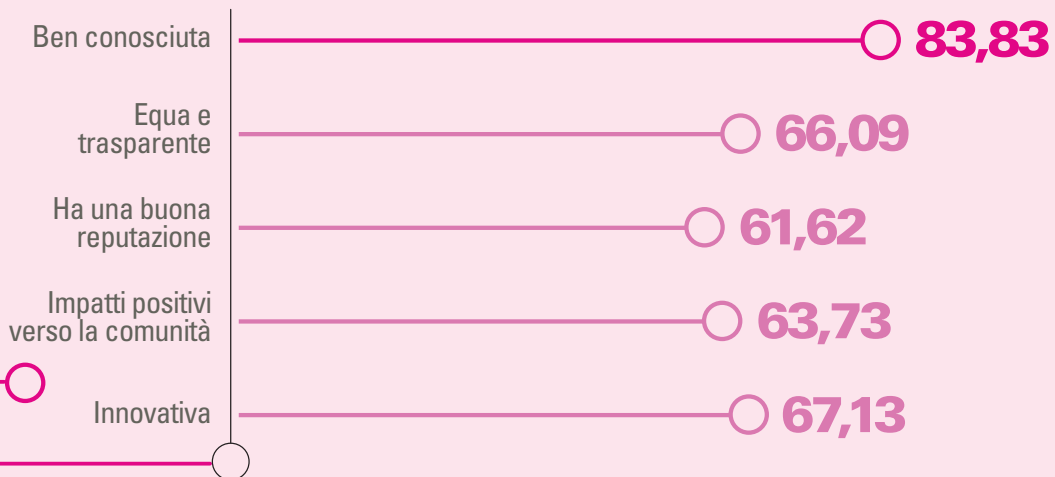 Ben conosciuta
83,83
Equa e
trasparente
66,09
Ha una buona
reputazione
61,62
Impatti positivi
verso la comunità
63,73
Innovativa
67,13